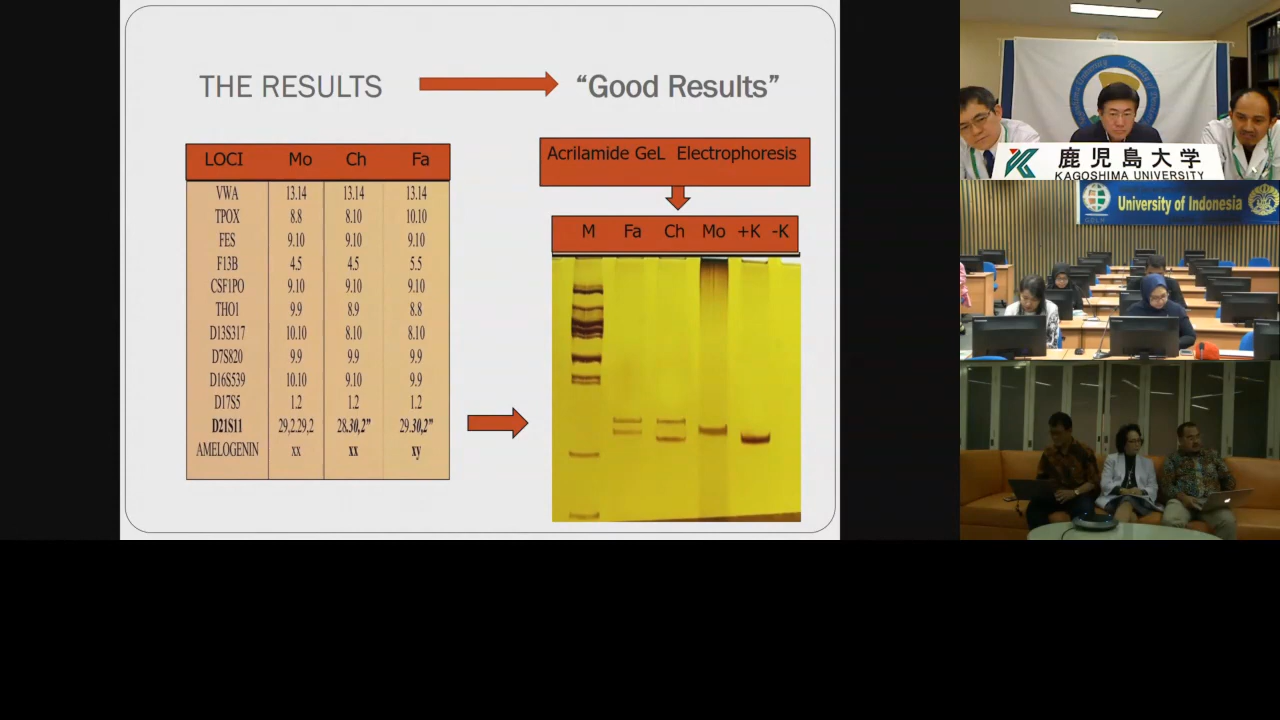 THE RESULTS
“Good Results”
LOCI Mo Ch Fa
VWA 13.14 13.14 13.14
TPOX 8.8 8.10 10.10
FES 9.10 9.10 9.10
F13B 4.5 4.5 5.5
CSF1PO 9.10 9.10 9.10
THO1 9.9 8.9 8.8
D13S317 10.10 8.10 8.10
D7S820 9.9 9.9 9.9
D16S539 10.10 9.10 9.9
D17S5 1.2 1.2 1.2
D21S11 29,2.29,2 28.30,2” 29.30,2”
AMELOGENIN xx xx xy
Acrilamide GeL Electrophoresis
M Fa Ch Mo +K -K
鹿児島大学
KAGOSHIMA UNIVERSITY
University of Indonesia